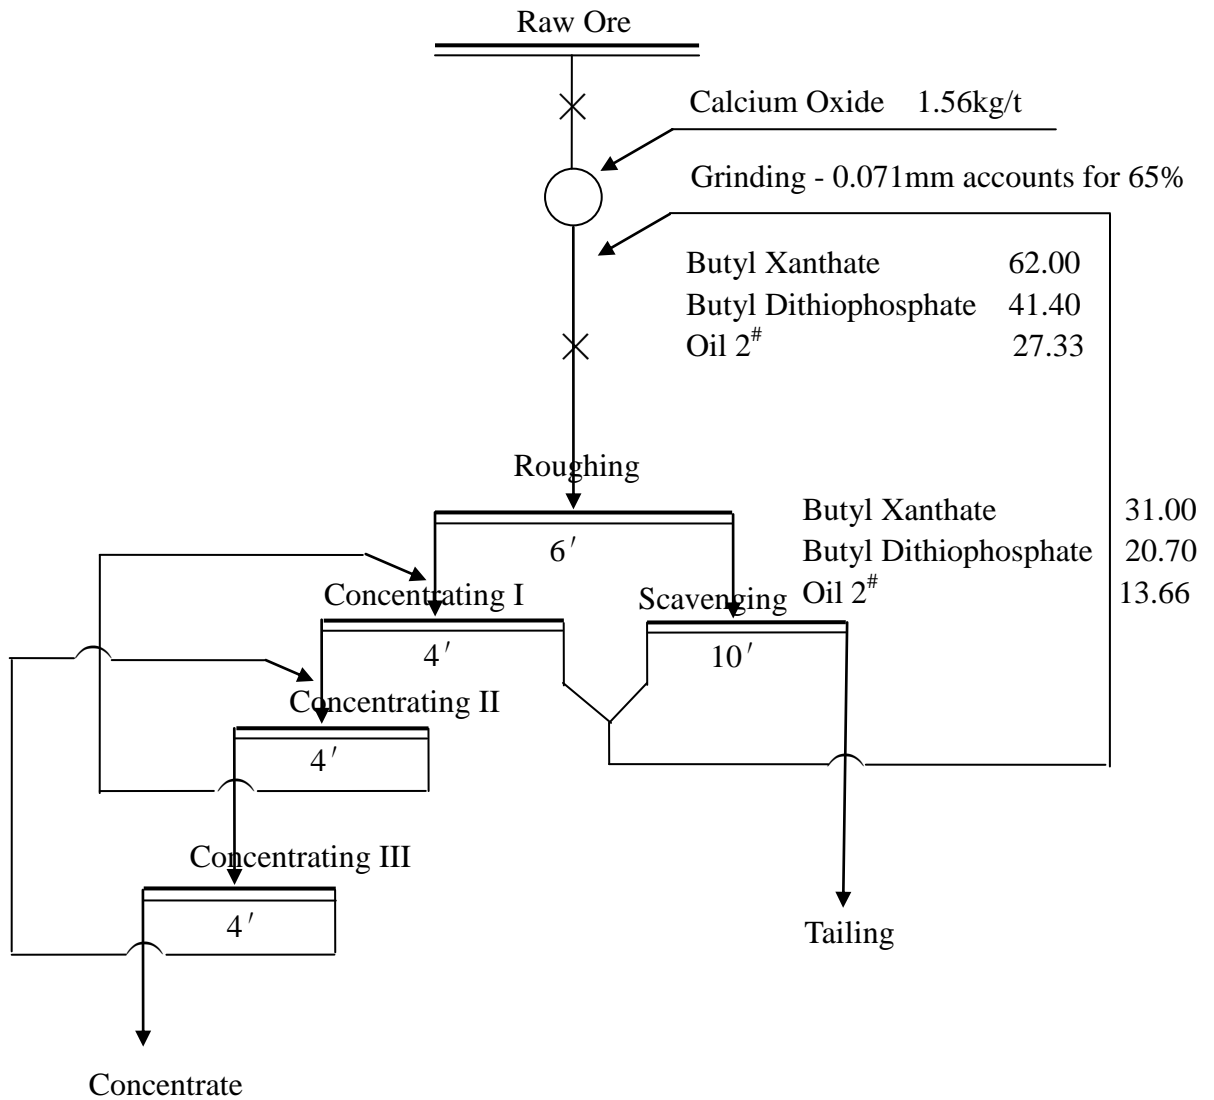 Raw Ore
Calcium Oxide 1.56kg/t
Grinding - 0.071mm accounts for 65%
Butyl Xanthate 62.00
Butyl Dithiophosphate 41.40
Oil 2# 27.33
Roughing
6′
Butyl Xanthate 31.00
Butyl Dithiophosphate 20.70
Oil 2# 13.66
Concentrating I
Scavenging
4′
10′
Concentrating II
4′
Concentrating III
4′
Tailing
Concentrate